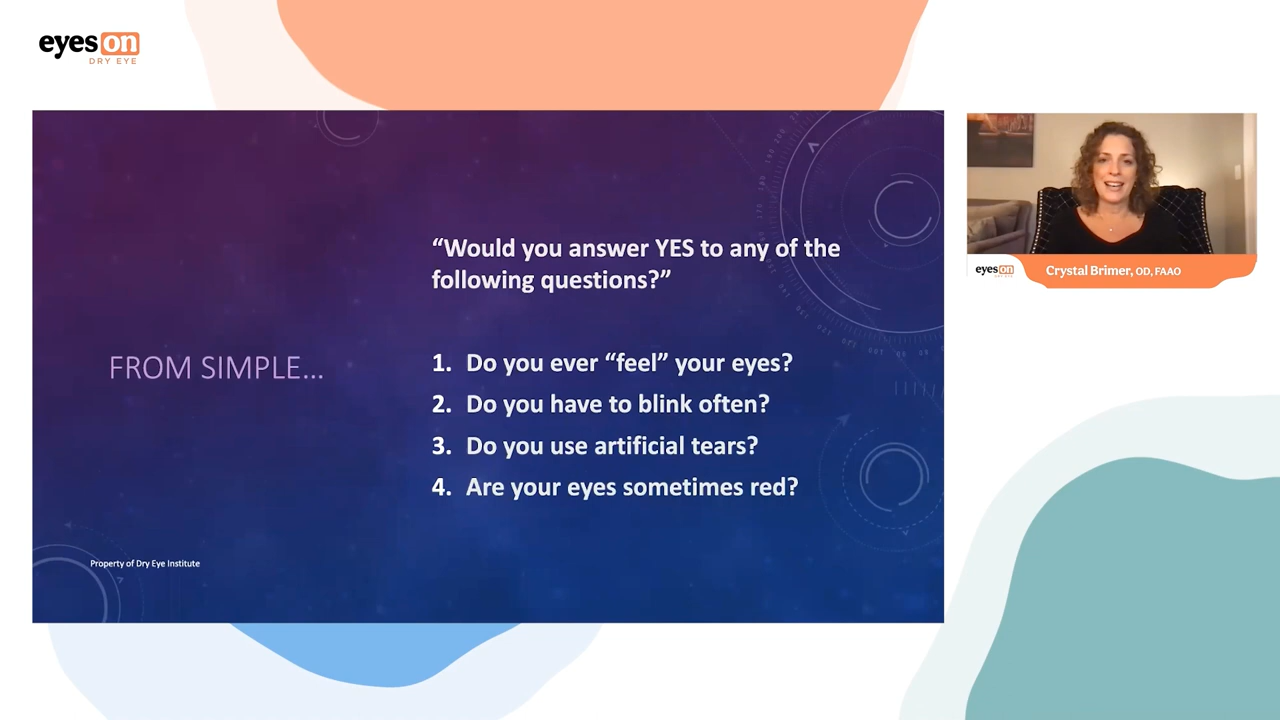 eyes on
DRY EYE
“Would you answer YES to any of the
following questions?”
FROM SIMPLE...
1. Do you ever “feel” your eyes?
2. Do you have to blink often?
3. Do you use artificial tears?
4. Are your eyes sometimes red?
Property of Dry Eye Institute
eyes on
DRY EYE
Crystal Brimer, OD, FAAO